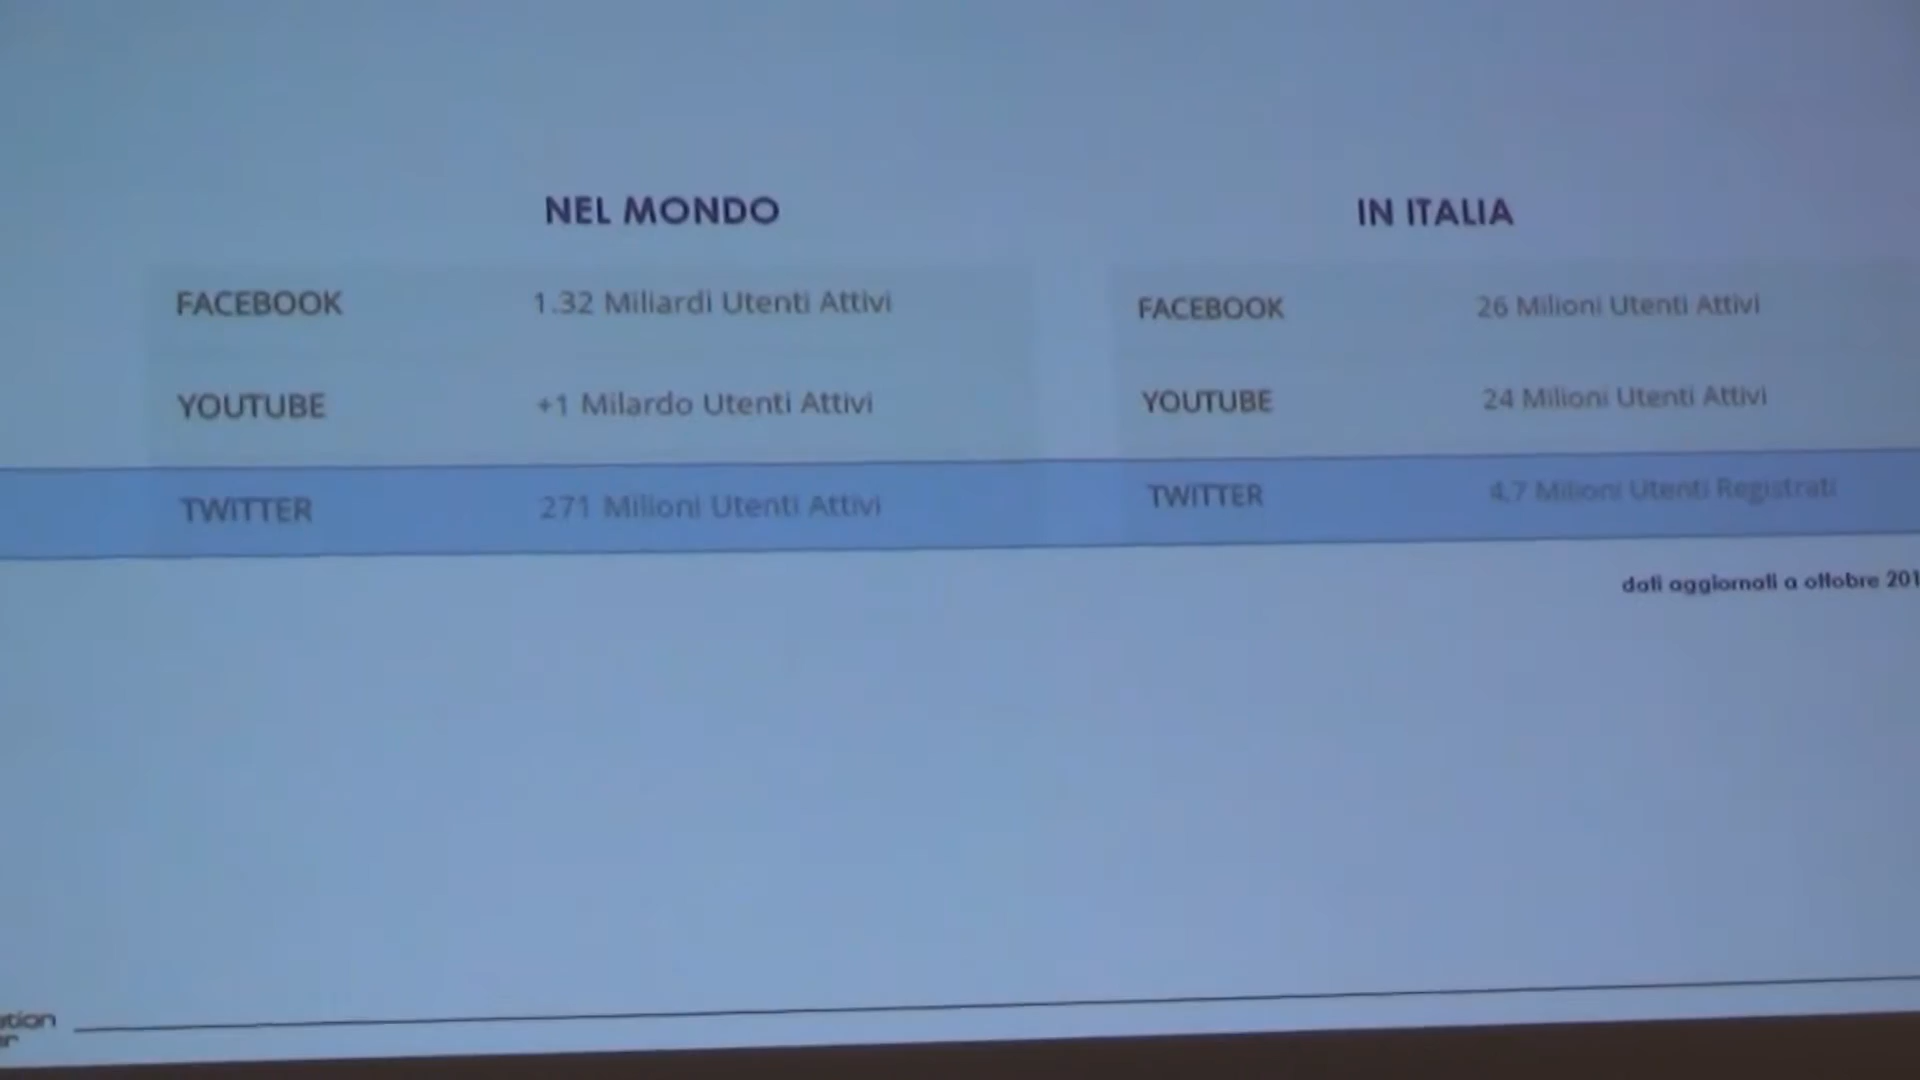 NEL MONDO
IN ITALIA
FACEBOOK 1.32 Miliardi Utenti Attivi
FACEBOOK 26 Milioni Utenti Attivi
YOUTUBE +1 Milardo Utenti Attivi
YOUTUBE 24 Milioni Utenti Attivi
TWITTER 271 Milioni Utenti Attivi
TWITTER 4.7 Milioni Utenti Registrati
dati aggiornati a ottobre 201